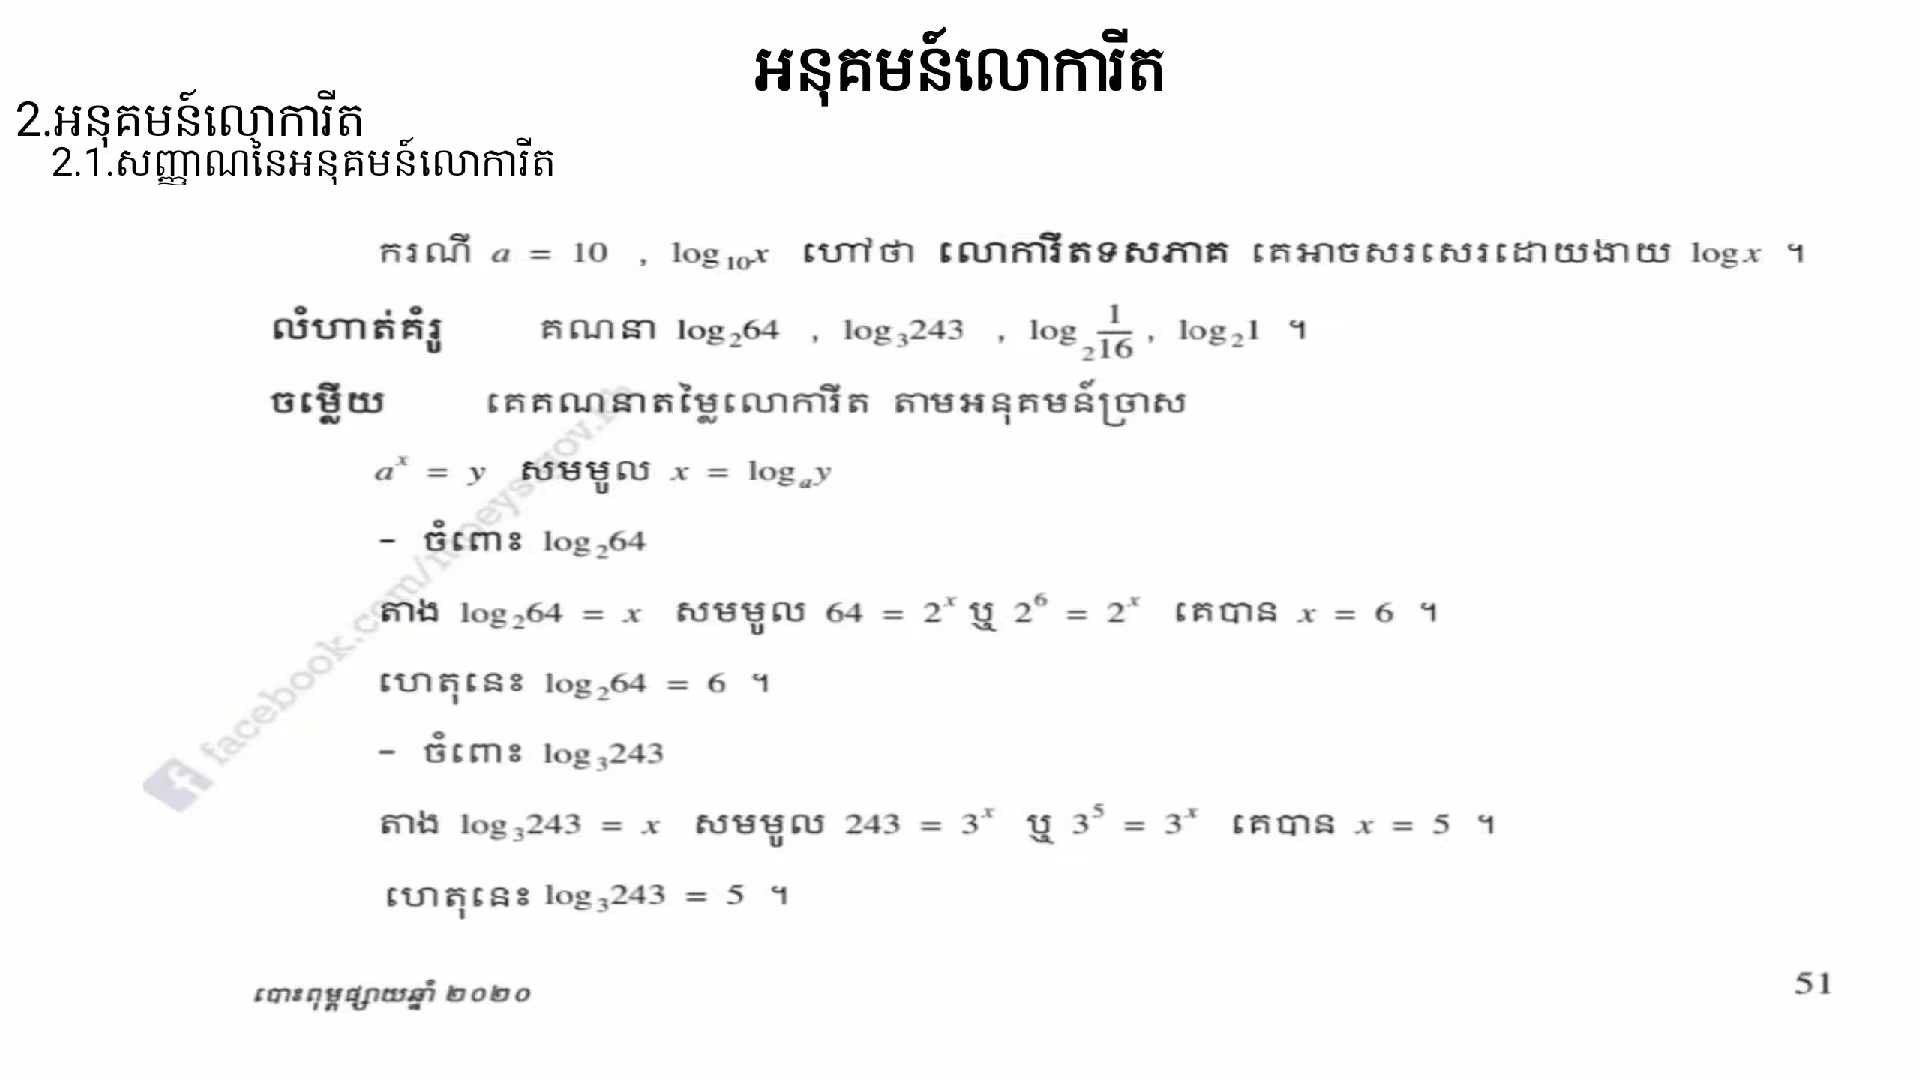 អនុគមន៍លោការីត
2.អនុគមន៍លោការីត
2.1.សញ្ញាណនៃអនុគមន៍លោការីត
ករណី a = 10 , log₁₀x ហៅថា លោការីតទសភាគ គេអាចសរសេរដោយងាយ logx ។
លំហាត់គំរូ គណនា log₂64 , log₃243 , log₂ 1/16 , log₂1 ។
ចម្លើយ គេគណនាតម្លៃលោការីត តាមអនុគមន៍ច្រាស
aˣ = y សមមូល x = logₐy
– ចំពោះ log₂64
តាង log₂64 = x សមមូល 64 = 2ˣ ឬ 2⁶ = 2ˣ គេបាន x = 6 ។
ហេតុនេះ log₂64 = 6 ។
– ចំពោះ log₃243
តាង log₃243 = x សមមូល 243 = 3ˣ ឬ 3⁵ = 3ˣ គេបាន x = 5 ។
ហេតុនេះ log₃243 = 5 ។
facebook.com/moeys.gov.kh
បោះពុម្ពផ្សាយឆ្នាំ ២០២០
51